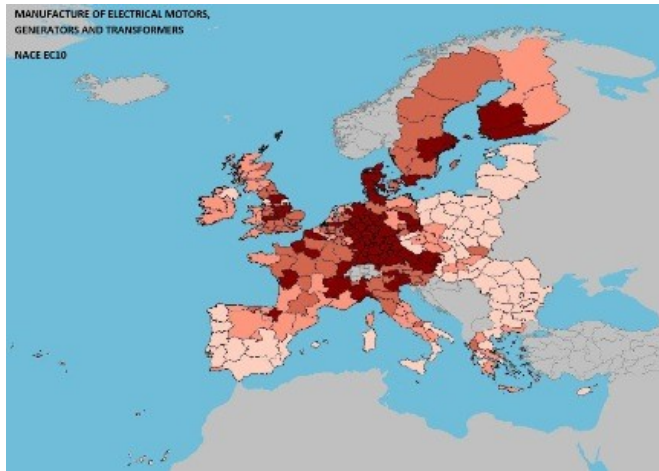 MANUFACTURE OF ELECTRICAL MOTORS,
GENERATORS AND TRANSFORMERS
NACE EC10